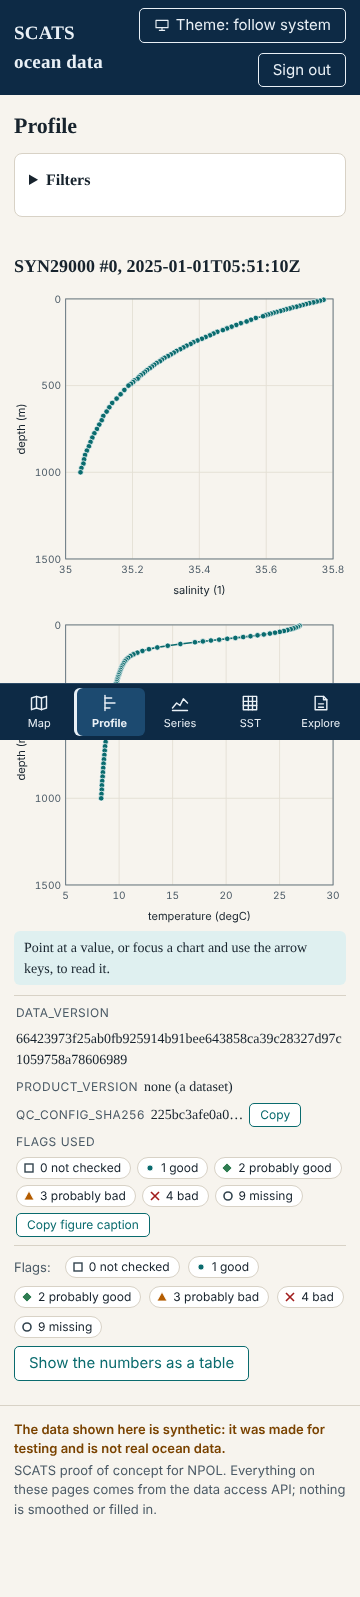 SCATS
ocean data
Theme: follow system
Sign out
Profile
Filters
SYN29000 #0, 2025-01-01T05:51:10Z
0
500
1000
1500
depth (m)
35
35.2
35.4
35.6
35.8
salinity (1)
0
Map
Profile
Series
SST
Explore
1000
1500
5
10
15
20
25
30
temperature (degC)
Point at a value, or focus a chart and use the arrow
keys, to read it.
DATA_VERSION
66423973f25ab0fb925914b91bee643858ca39c28327d97c
1059758a78606989
PRODUCT_VERSION none (a dataset)
QC_CONFIG_SHA256 225bc3afe0a0… Copy
FLAGS USED
0 not checked
1 good
2 probably good
3 probably bad
4 bad
9 missing
Copy figure caption
Flags:
0 not checked
1 good
2 probably good
3 probably bad
4 bad
9 missing
Show the numbers as a table
The data shown here is synthetic: it was made for
testing and is not real ocean data.
SCATS proof of concept for NPOL. Everything on
these pages comes from the data access API; nothing
is smoothed or filled in.